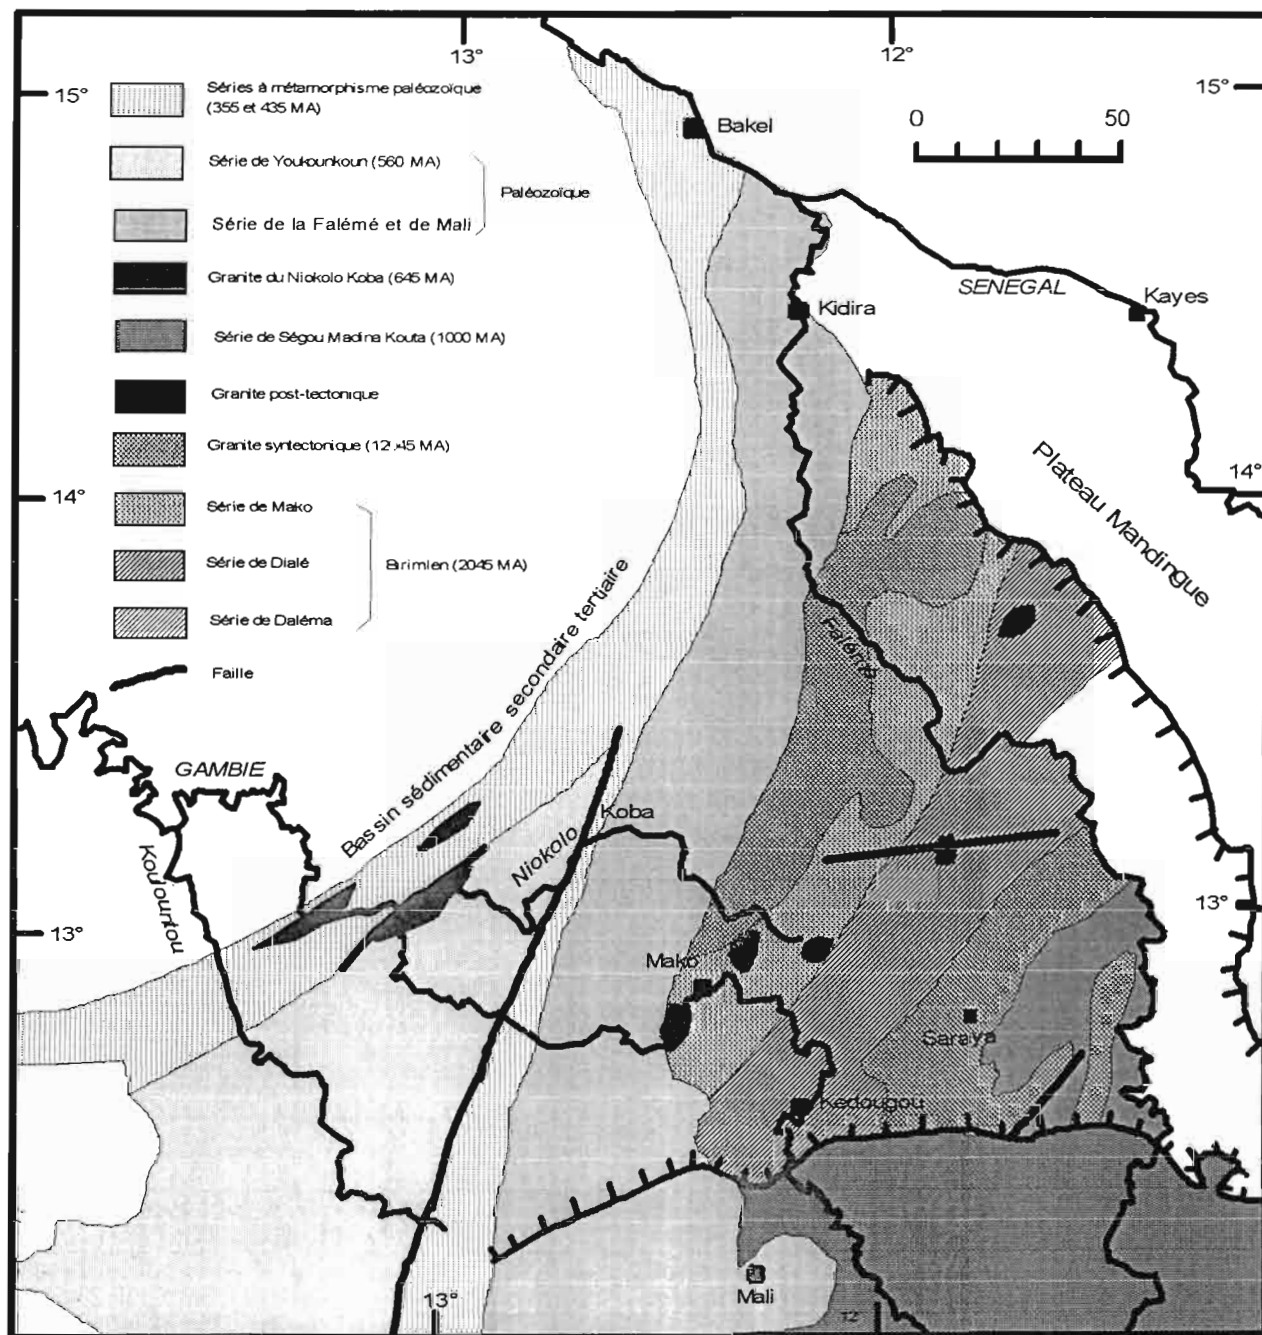 13°
12°
15°
15°
Séries à métamorphisme paléozoïque
(355 et 435 MA)
Série de Youkounkoun (560 MA)
Paléozoïque
Série de la Falémé et de Mali
Granite du Niokolo Koba (645 MA)
Série de Ségou Madina Kouta (1000 MA)
Granite post-tectonique
Granite syntectonique
Série de Mako
Série de Dialé
Birimien (2045 MA)
Série de Daléma
Faille
0
50
Bakel
Kidira
SENEGAL
Kayes
14°
14°
Plateau Mandingue
Falémé
Bassin sédimentaire secondaire tertiaire
GAMBIE
Koulountou
Niokolo
Koba
13°
13°
Mako
Saraya
Kedougou
Mali
13°
12